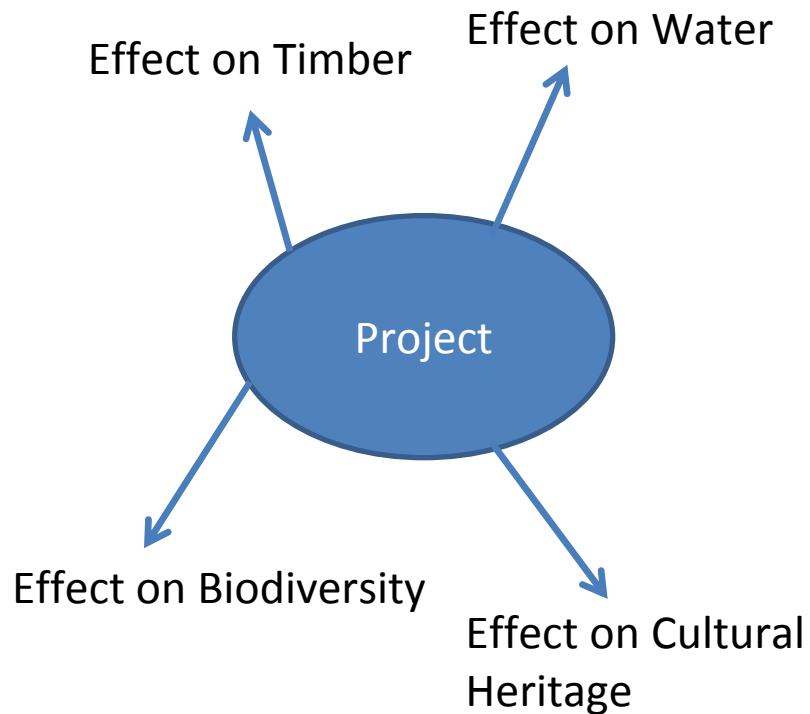 Effect on Timber
Effect on Water
Project
Effect on Biodiversity
Effect on Cultural
Heritage